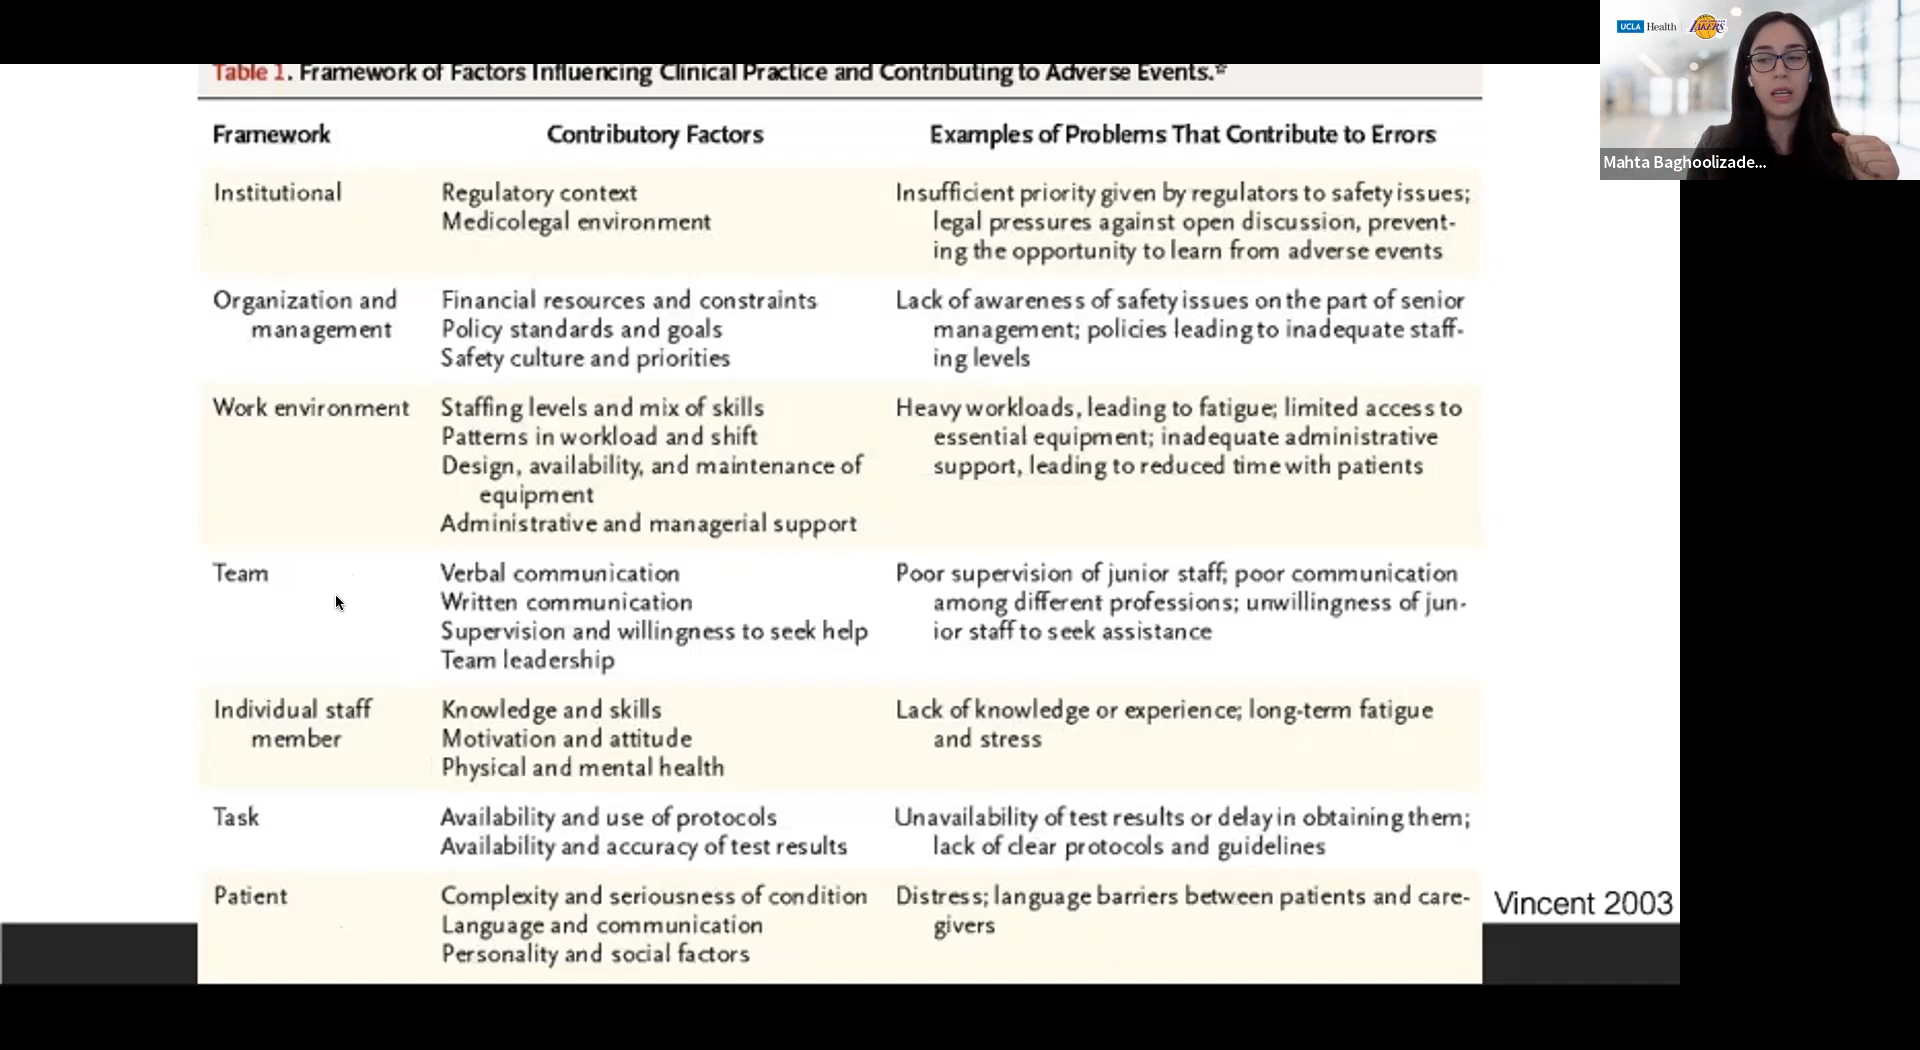 UCLA Health LAKERS
Mahta Baghoolizade...
Table 1. Framework of Factors Influencing Clinical Practice and Contributing to Adverse Events.*
Framework Contributory Factors Examples of Problems That Contribute to Errors
Institutional
Regulatory context
Medicolegal environment
Insufficient priority given by regulators to safety issues;
legal pressures against open discussion, prevent-
ing the opportunity to learn from adverse events
Organization and
management
Financial resources and constraints
Policy standards and goals
Safety culture and priorities
Lack of awareness of safety issues on the part of senior
management; policies leading to inadequate staff-
ing levels
Work environment
Staffing levels and mix of skills
Patterns in workload and shift
Design, availability, and maintenance of
equipment
Administrative and managerial support
Heavy workloads, leading to fatigue; limited access to
essential equipment; inadequate administrative
support, leading to reduced time with patients
Team
Verbal communication
Written communication
Supervision and willingness to seek help
Team leadership
Poor supervision of junior staff; poor communication
among different professions; unwillingness of jun-
ior staff to seek assistance
Individual staff
member
Knowledge and skills
Motivation and attitude
Physical and mental health
Lack of knowledge or experience; long-term fatigue
and stress
Task
Availability and use of protocols
Availability and accuracy of test results
Unavailability of test results or delay in obtaining them;
lack of clear protocols and guidelines
Patient
Complexity and seriousness of condition
Language and communication
Personality and social factors
Distress; language barriers between patients and care-
givers
Vincent 2003